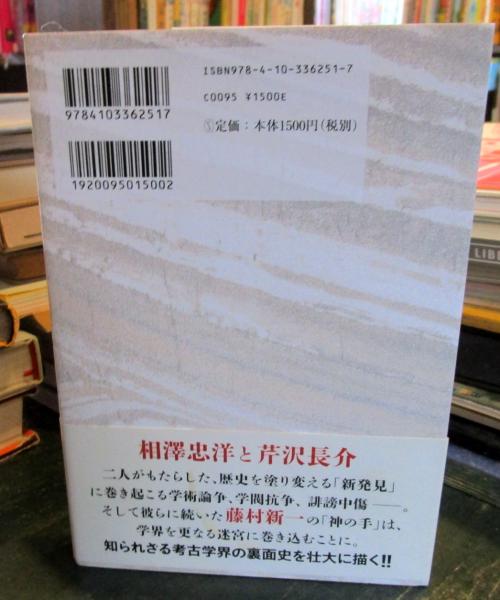 ISBN978-4-10-336251-7
C0095 ¥1500E
9784103362517
Ⓢ定価：本体1500円（税別）
1920095015002
LIBE
相澤忠洋と芹沢長介
二人がもたらした、歴史を塗り変える「新発見」
に巻き起こる学術論争、学閥抗争、誹謗中傷――。
そして彼らに続いた藤村新一の「神の手」は、
学界を更なる迷宮に巻き込むことに。
知られざる考古学界の裏面史を壮大に描く!!